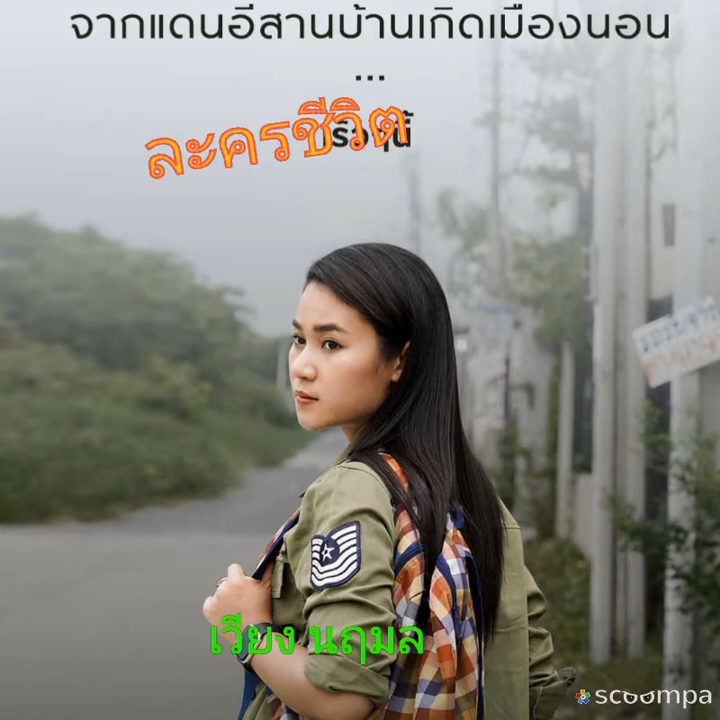 จากแดนอีสานบ้านเกิดเมืองนอน
...
ละครชีวิต
เวียง นฤมล
scoompa